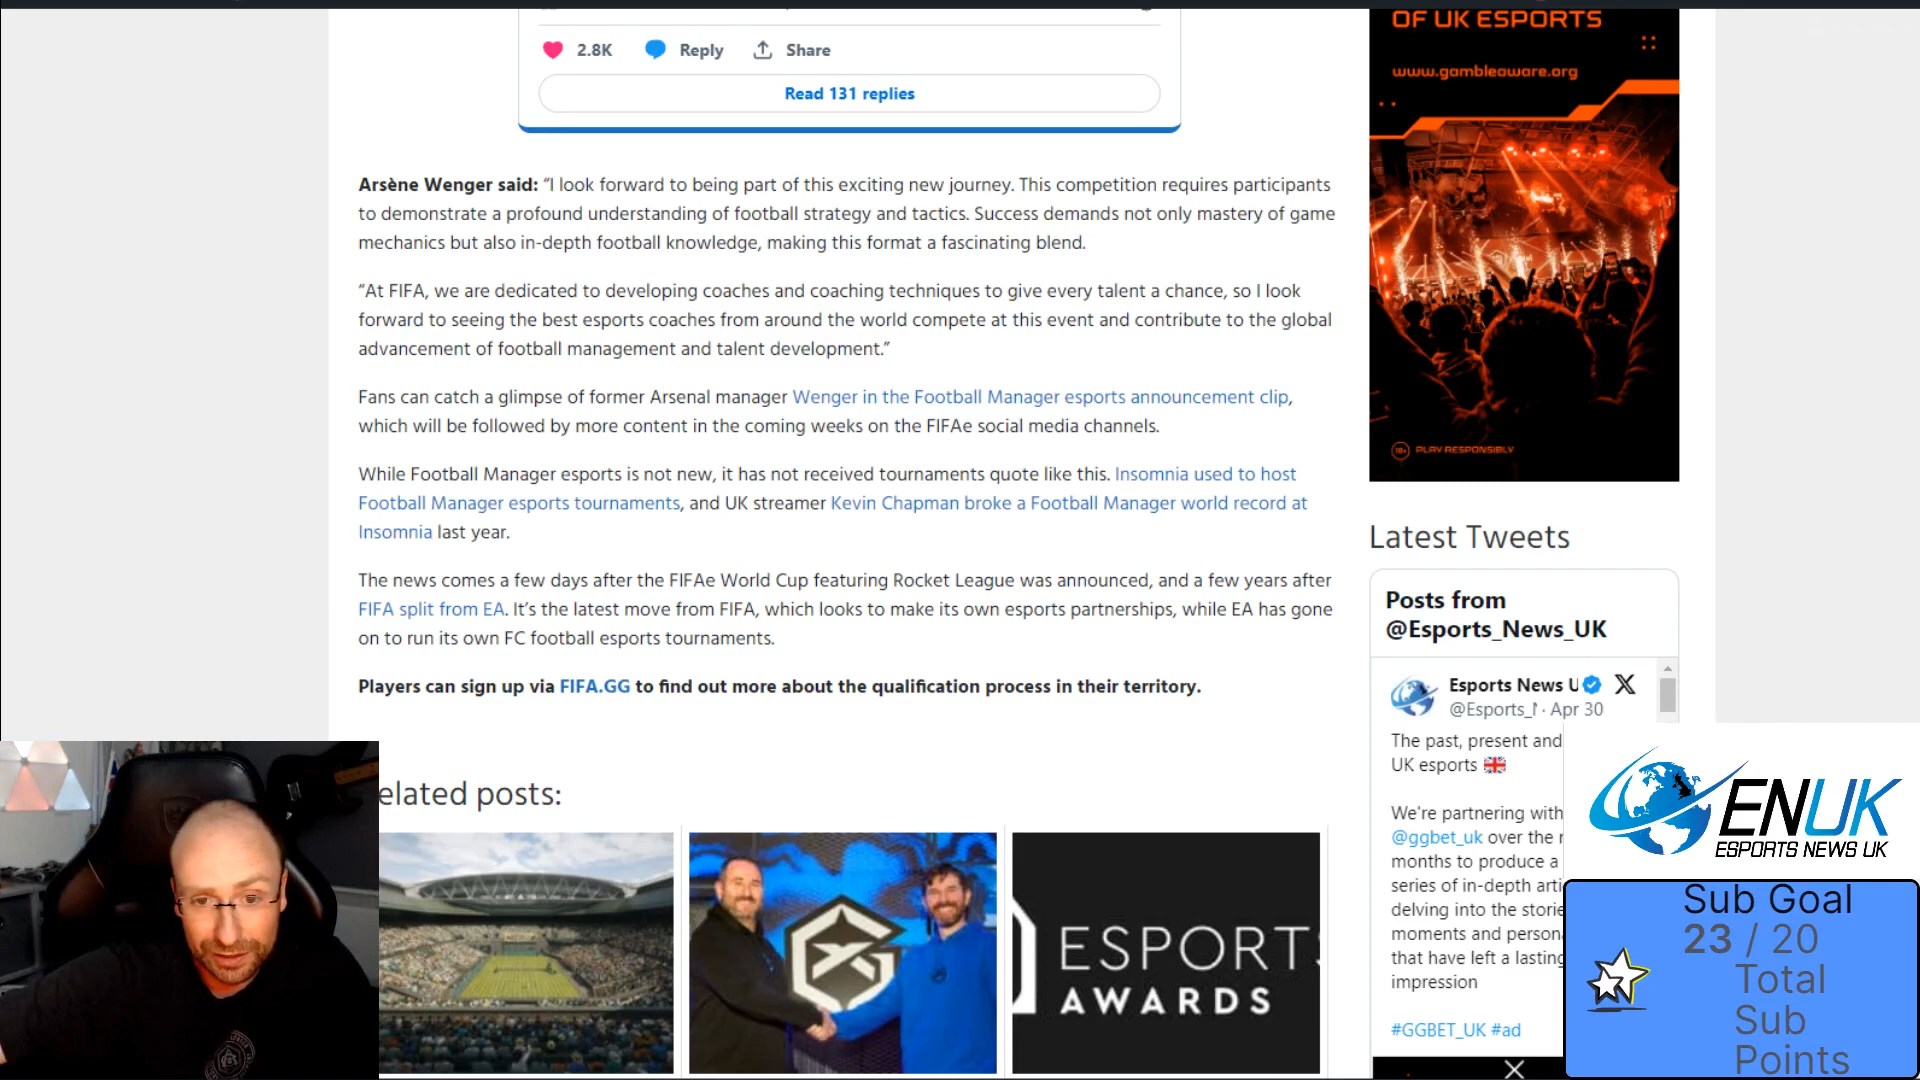 2.8K Reply Share
Read 131 replies
Arsène Wenger said: “I look forward to being part of this exciting new journey. This competition requires participants
to demonstrate a profound understanding of football strategy and tactics. Success demands not only mastery of game
mechanics but also in-depth football knowledge, making this format a fascinating blend.
“At FIFA, we are dedicated to developing coaches and coaching techniques to give every talent a chance, so I look
forward to seeing the best esports coaches from around the world compete at this event and contribute to the global
advancement of football management and talent development.”
Fans can catch a glimpse of former Arsenal manager Wenger in the Football Manager esports announcement clip,
which will be followed by more content in the coming weeks on the FIFAe social media channels.
While Football Manager esports is not new, it has not received tournaments quote like this. Insomnia used to host
Football Manager esports tournaments, and UK streamer Kevin Chapman broke a Football Manager world record at
Insomnia last year.
The news comes a few days after the FIFAe World Cup featuring Rocket League was announced, and a few years after
FIFA split from EA. It’s the latest move from FIFA, which looks to make its own esports partnerships, while EA has gone
on to run its own FC football esports tournaments.
Players can sign up via FIFA.GG to find out more about the qualification process in their territory.
elated posts:
ESPORTS
AWARDS
OF UK ESPORTS
www.gambleaware.org
18+ PLAY RESPONSIBLY
Latest Tweets
Posts from
@Esports_News_UK
Esports News U
@Esports_ · Apr 30
The past, present and
UK esports
We're partnering with
@ggbet_uk over the
months to produce a
series of in-depth arti
delving into the storie
moments and person
that have left a lasting
impression
#GGBET_UK #ad
ENUK
ESPORTS NEWS UK
Sub Goal
23 / 20
Total
Sub
Points